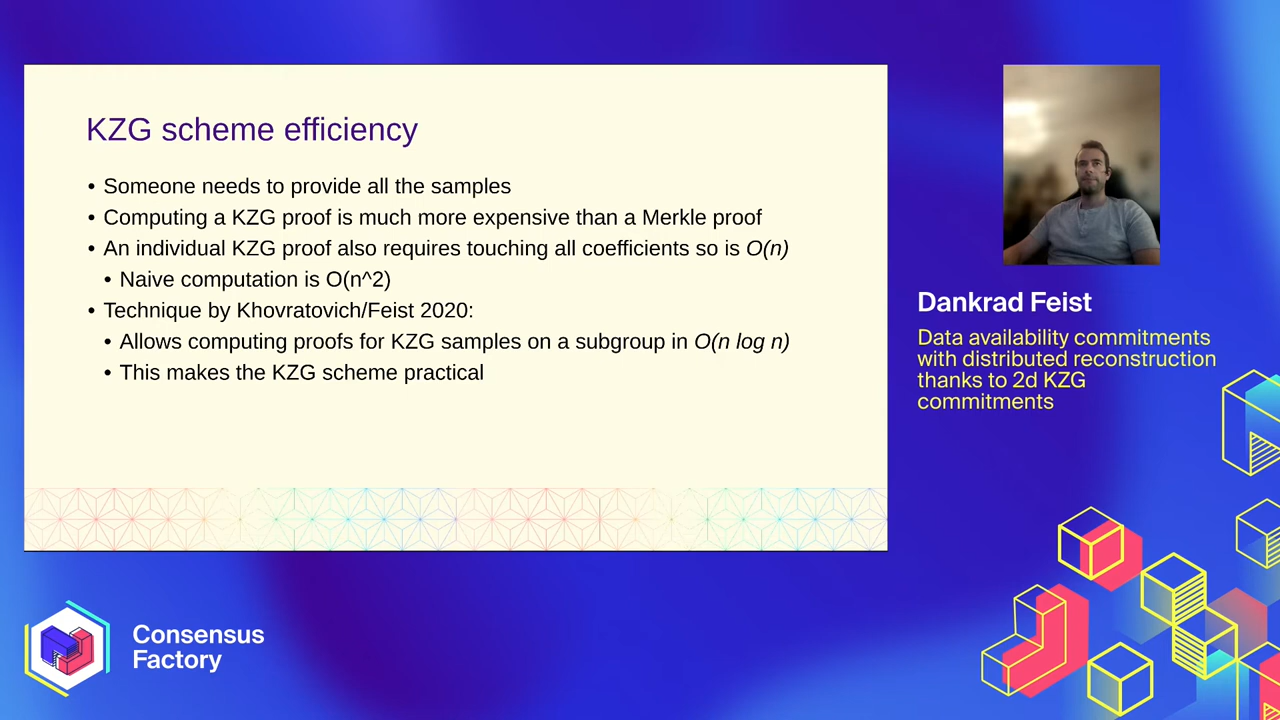 KZG scheme efficiency
• Someone needs to provide all the samples
• Computing a KZG proof is much more expensive than a Merkle proof
• An individual KZG proof also requires touching all coefficients so is O(n)
• Naive computation is O(n^2)
• Technique by Khovratovich/Feist 2020:
• Allows computing proofs for KZG samples on a subgroup in O(n log n)
• This makes the KZG scheme practical
Dankrad Feist
Data availability commitments
with distributed reconstruction
thanks to 2d KZG
commitments
Consensus
Factory